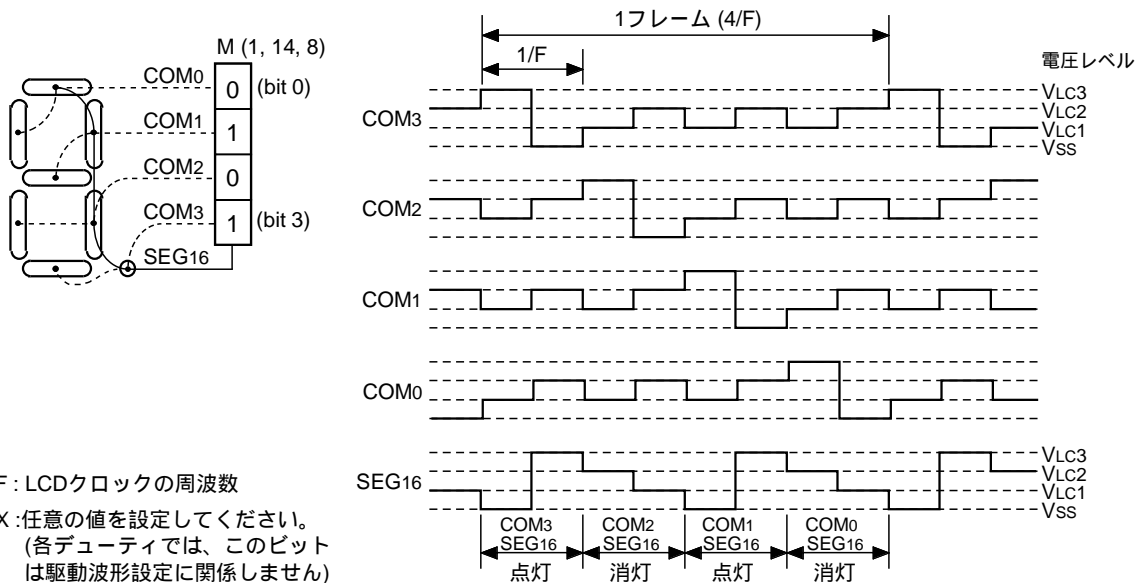 1フレーム (4/F)
1/F
電圧レベル
M (1, 14, 8)
COM0
0
(bit 0)
COM1
1
COM2
0
COM3
1
(bit 3)
SEG16
COM3
VLC3
VLC2
VLC1
VSS
COM2
COM1
COM0
SEG16
VLC3
VLC2
VLC1
VSS
COM3 COM2 COM1 COM0
SEG16 SEG16 SEG16 SEG16
点灯 消灯 点灯 消灯
F : LCDクロックの周波数
X :任意の値を設定してください。
(各デューティでは、このビット
は駆動波形設定に関係しません)